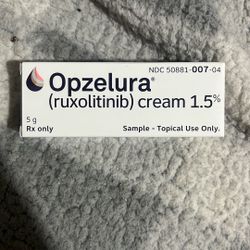 NDC 50881-007-04
Opzelura®
(ruxolitinib) cream 1.5%
5 g
Rx only
Sample - Topical Use Only.